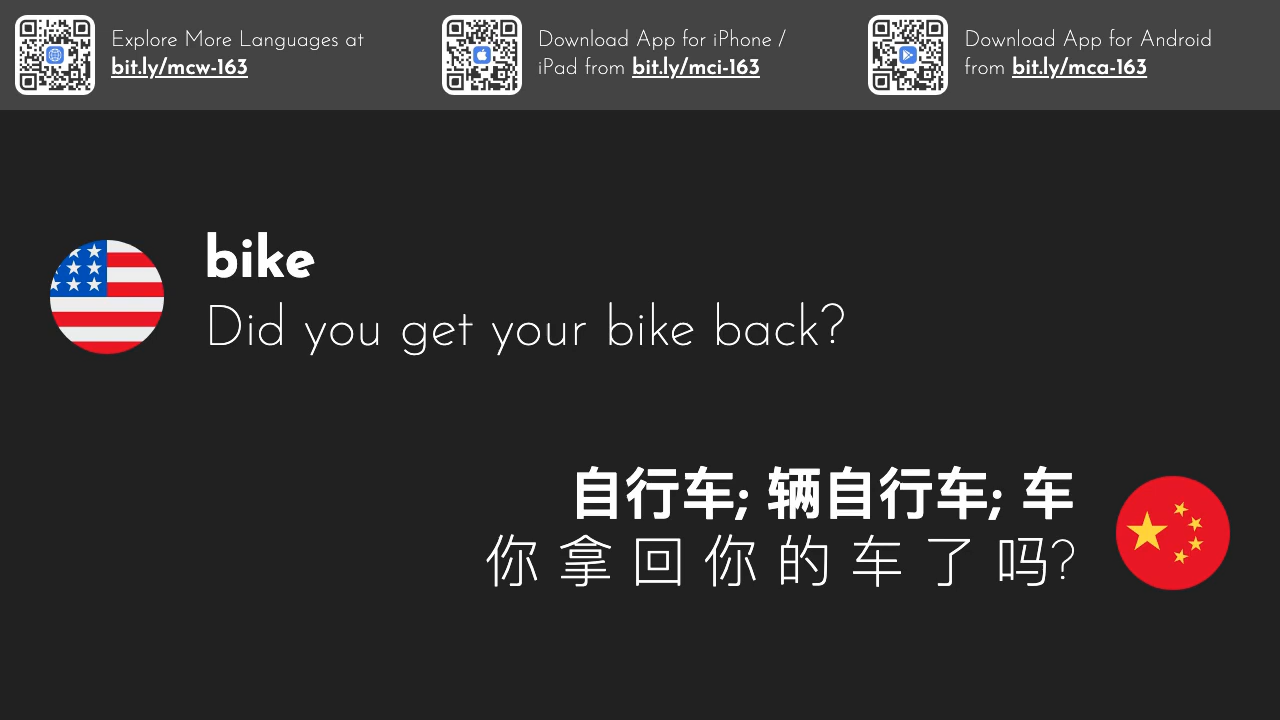 Explore More Languages at
bit.ly/mcw-163
Download App for iPhone /
iPad from bit.ly/mci-163
Download App for Android
from bit.ly/mca-163
bike
Did you get your bike back?
自行车; 辆自行车; 车
你 拿 回 你 的 车 了 吗?